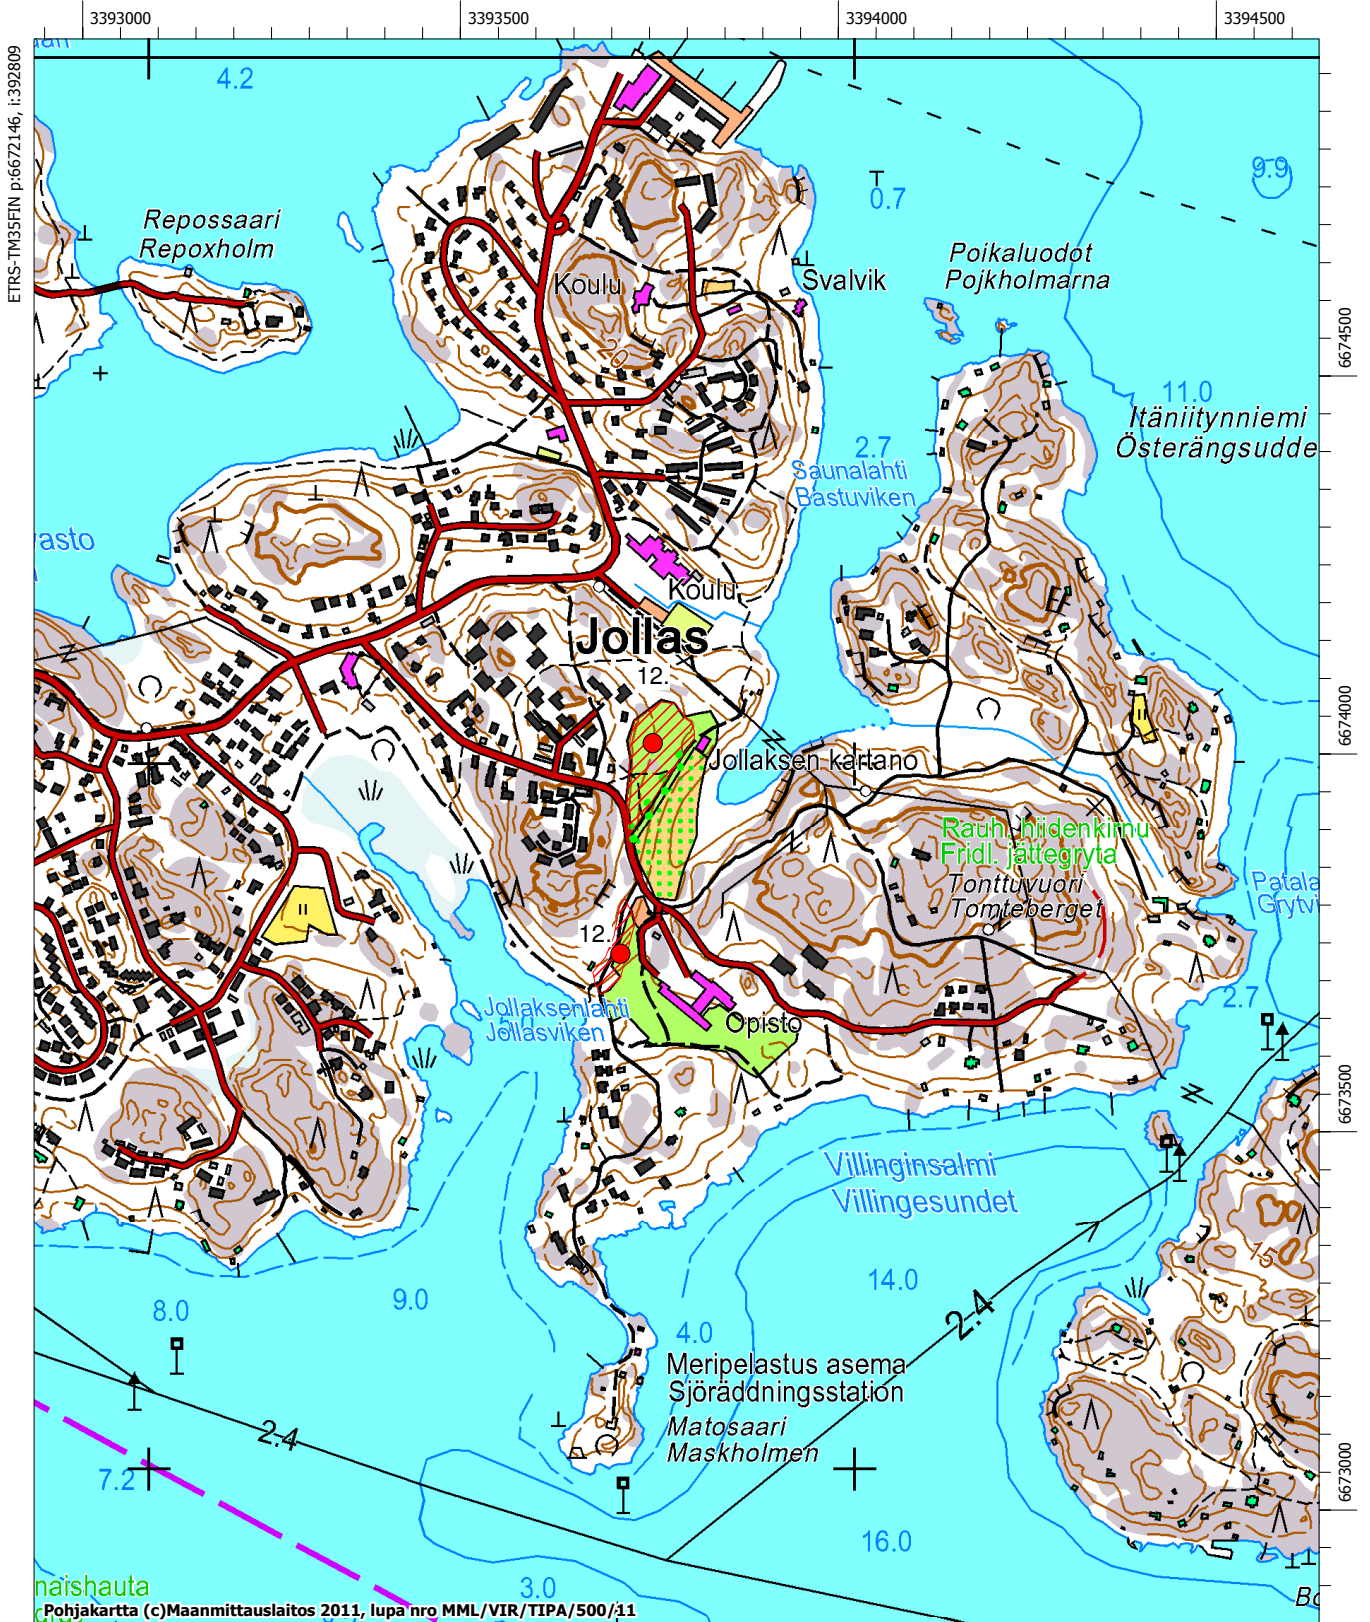 3393000
3393500
3394000
3394500
ETRS-TM35FIN p:6672146, i:392809
4.2
9.9
0.7
Repossaari
Repoxholm
Poikaluodot
Pojkholmarna
Koulu
Svalvik
6674500
20
11.0
Itäniitynniemi
Österängsudde
2.7
Saunalahti
Bastuviken
Koulu
Jollas
12.
6674000
Jollaksen kartano
Rauh. hiidenkirnu
Fridl. jättegryta
Tonttuvuori
Tomteberget
12.
2.7
Jollaksenlahti
Jollasviken
Opisto
6673500
Villinginsalmi
Villingesundet
15
14.0
9.0
8.0
2.4
4.0
Meripelastus asema
Sjöräddningsstation
Matosaari
Maskholmen
2.4
7.2
6673000
16.0
3.0
naishauta
Pohjakartta (c)Maanmittauslaitos 2011, lupa nro MML/VIR/TIPA/500/11